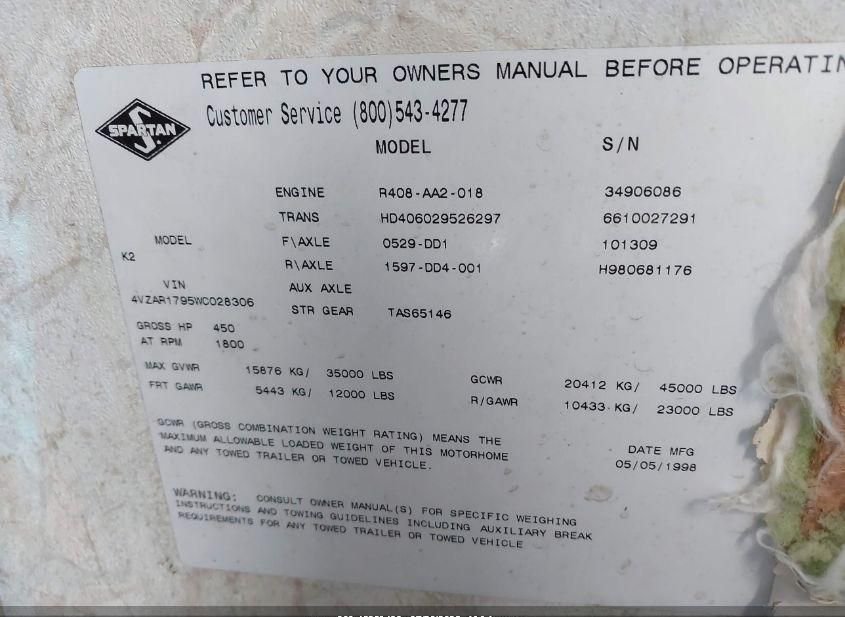 REFER TO YOUR OWNERS MANUAL BEFORE OPERATIN
SPARTAN
Customer Service (800)543-4277
MODEL S/N
ENGINE R408-AA2-018 34906086
TRANS HD406029526297 6610027291
MODEL F\AXLE 0529-DD1 101309
K2 R\AXLE 1597-DD4-001 H980681176
VIN AUX AXLE
4VZAR1795WC028306 STR GEAR TAS65146
GROSS HP 450
AT RPM 1800
MAX GVWR 15876 KG/ 35000 LBS GCWR 20412 KG/ 45000 LBS
FRT GAWR 5443 KG/ 12000 LBS R/GAWR 10433 KG/ 23000 LBS
GCWR (GROSS COMBINATION WEIGHT RATING) MEANS THE
MAXIMUM ALLOWABLE LOADED WEIGHT OF THIS MOTORHOME
AND ANY TOWED TRAILER OR TOWED VEHICLE.
DATE MFG
05/05/1998
WARNING: CONSULT OWNER MANUAL(S) FOR SPECIFIC WEIGHING
INSTRUCTIONS AND TOWING GUIDELINES INCLUDING AUXILIARY BREAK
REQUIREMENTS FOR ANY TOWED TRAILER OR TOWED VEHICLE